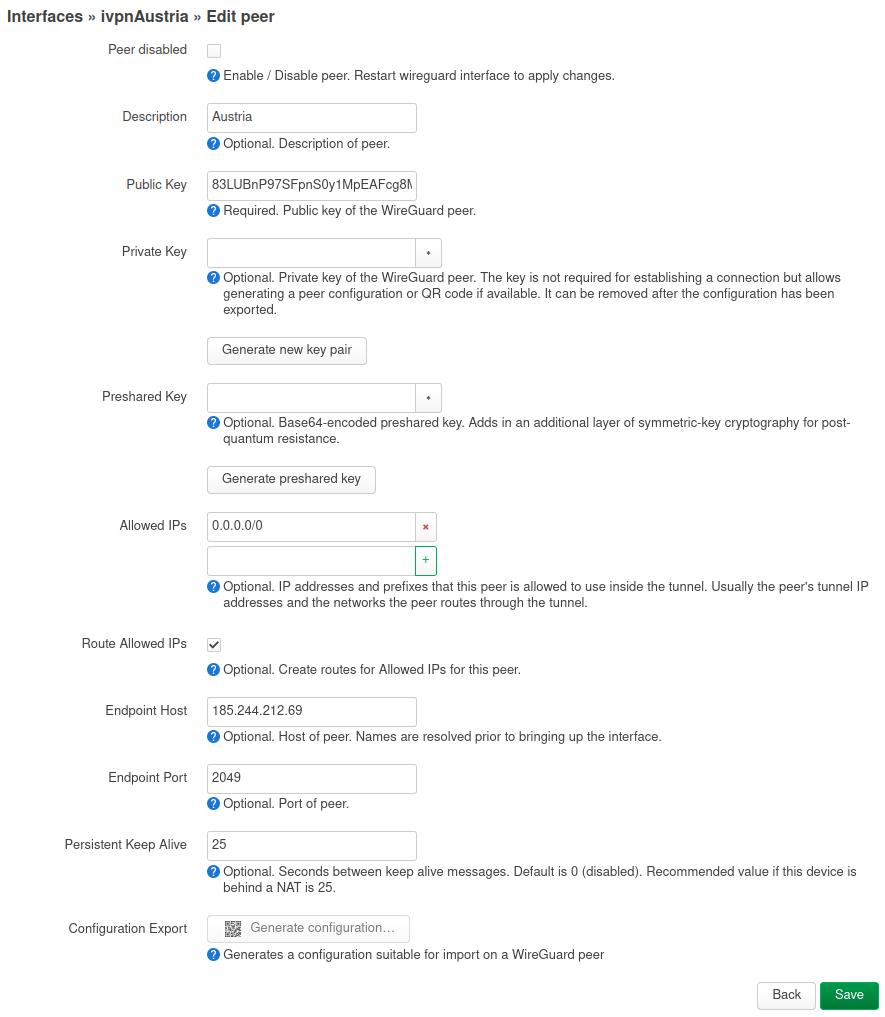 Interfaces » ivpnAustria » Edit peer
Peer disabled
Enable / Disable peer. Restart wireguard interface to apply changes.
Description
Austria
Optional. Description of peer.
Public Key
83LUBnP97SFpnS0y1MpEAFcg8M
Required. Public key of the WireGuard peer.
Private Key
*
Optional. Private key of the WireGuard peer. The key is not required for establishing a connection but allows
generating a peer configuration or QR code if available. It can be removed after the configuration has been
exported.
Generate new key pair
Preshared Key
*
Optional. Base64-encoded preshared key. Adds in an additional layer of symmetric-key cryptography for post-
quantum resistance.
Generate preshared key
Allowed IPs
0.0.0.0/0
×
+
Optional. IP addresses and prefixes that this peer is allowed to use inside the tunnel. Usually the peer's tunnel IP
addresses and the networks the peer routes through the tunnel.
Route Allowed IPs
Optional. Create routes for Allowed IPs for this peer.
Endpoint Host
185.244.212.69
Optional. Host of peer. Names are resolved prior to bringing up the interface.
Endpoint Port
2049
Optional. Port of peer.
Persistent Keep Alive
25
Optional. Seconds between keep alive messages. Default is 0 (disabled). Recommended value if this device is
behind a NAT is 25.
Configuration Export
Generate configuration...
Generates a configuration suitable for import on a WireGuard peer
Back
Save